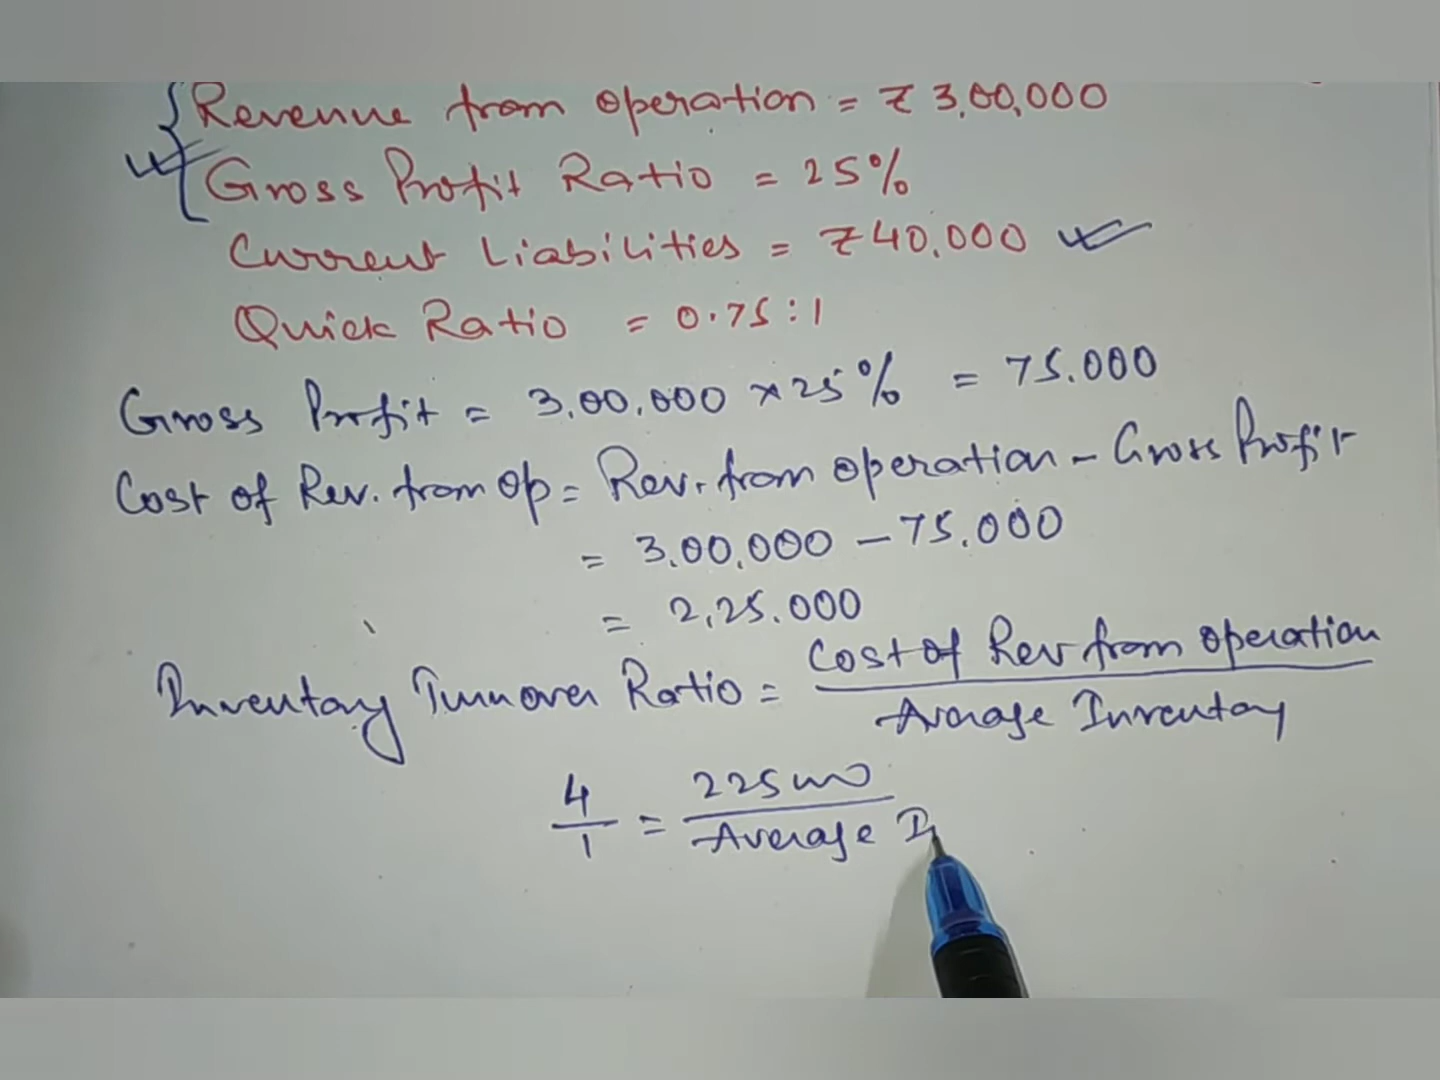 Revenue from operation = ₹ 3,00,000
Gross Profit Ratio = 25%
Current Liabilities = ₹40,000
Quick Ratio = 0.75:1
Gross Profit = 3,00,000 × 25% = 75,000
Cost of Rev. from op = Rev. from operation - Gross Profit
= 3,00,000 - 75,000
= 2,25,000
Inventory Turnover Ratio = Cost of Rev from operation / Average Inventory
4/1 = 225000 / Average In